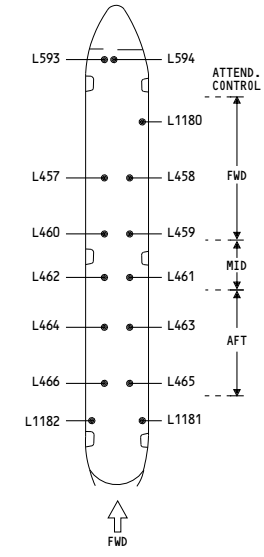 L593 L594
ATTEND.
CONTROL
L1180
L457 L458 FWD
L460 L459
MID
L462 L461
L464 L463
AFT
L466 L465
L1182 L1181
FWD